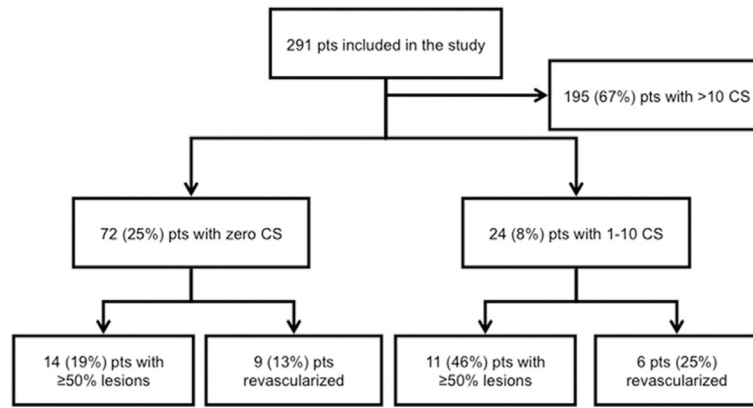 291 pts included in the study
195 (67%) pts with >10 CS
72 (25%) pts with zero CS
24 (8%) pts with 1-10 CS
14 (19%) pts with
≥50% lesions
9 (13%) pts
revascularized
11 (46%) pts with
≥50% lesions
6 pts (25%)
revascularized